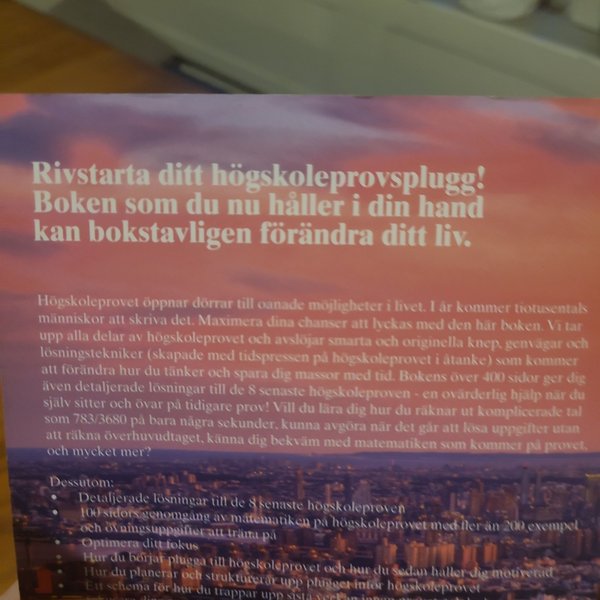 Rivstarta ditt högskoleprovsplugg!
Boken som du nu håller i din hand
kan bokstavligen förändra ditt liv.
Högskoleprovet öppnar dörrar till oanade möjligheter i livet. I år kommer tiotusentals
människor att skriva det. Maximera dina chanser att lyckas med den här boken. Vi tar
upp alla delar av högskoleprovet och avslöjar smarta och originella knep, genvägar och
lösningstekniker (skapade med tidspressen på högskoleprovet i åtanke) som kommer
att förändra hur du tänker och spara dig massor med tid. Bokens över 400 sidor ger dig
även detaljerade lösningar till de 8 senaste högskoleproven - en ovärderlig hjälp när du
själv sitter och övar på tidigare prov! Vill du lära dig hur du räknar ut komplicerade tal
som 783/3680 på bara några sekunder, kunna avgöra när det går att lösa uppgifter utan
att räkna överhuvudtaget, känna dig bekväm med matematiken som kommer på provet,
och mycket mer?
Dessutom:
• Detaljerade lösningar till de 8 senaste högskoleproven
• 100 sidors genomgång av matematiken på högskoleprovet med fler än 200 exempel
och övningsuppgifter att träna på
• Optimera ditt fokus
• Hur du börjar plugga till högskoleprovet och hur du sedan håller dig motiverad
• Hur du planerar och strukturerar upp plugget inför högskoleprovet
• Ett schema för hur du trappar upp sista